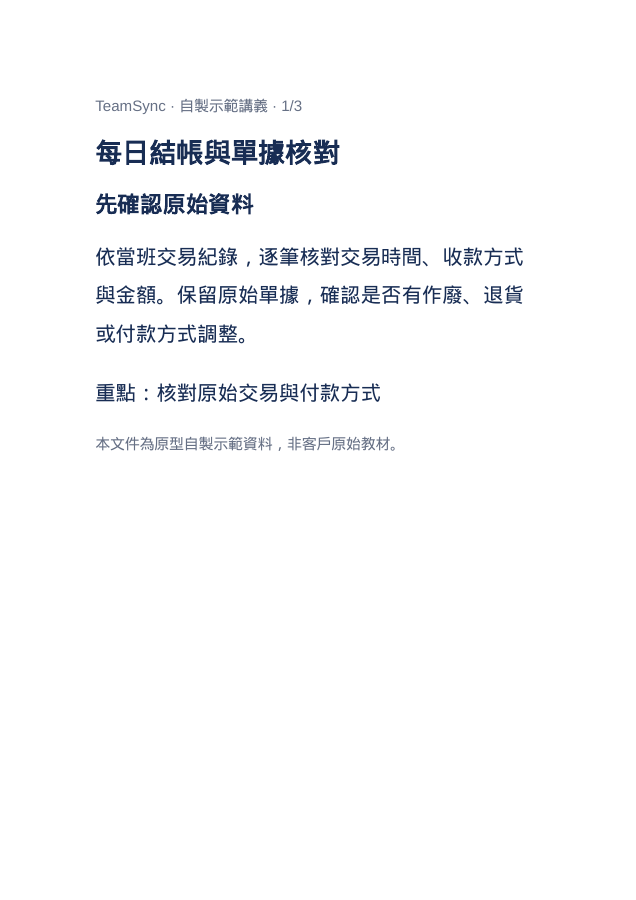 TeamSync · 自製示範講義 · 1/3
每日結帳與單據核對
先確認原始資料
依當班交易紀錄，逐筆核對交易時間、收款方式
與金額。保留原始單據，確認是否有作廢、退貨
或付款方式調整。
重點：核對原始交易與付款方式
本文件為原型自製示範資料，非客戶原始教材。